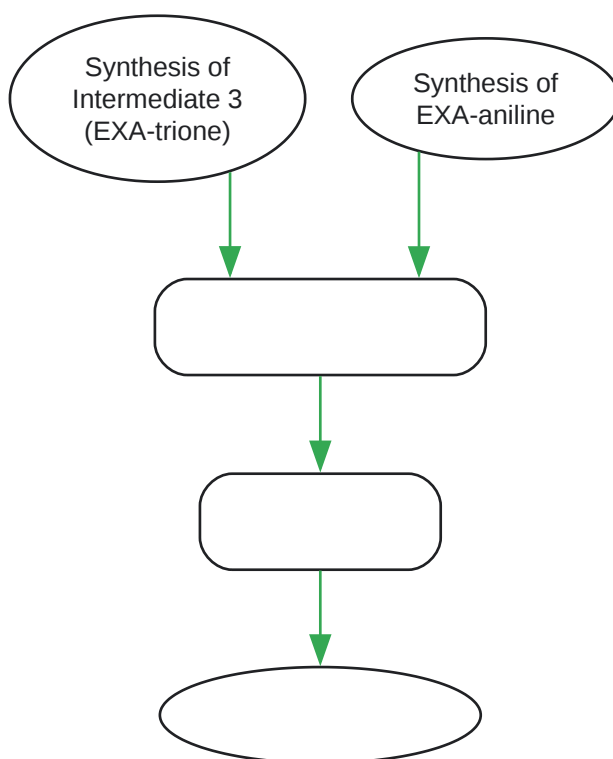 Synthesis of
Intermediate 3
(EXA-trione)
Synthesis of
EXA-aniline